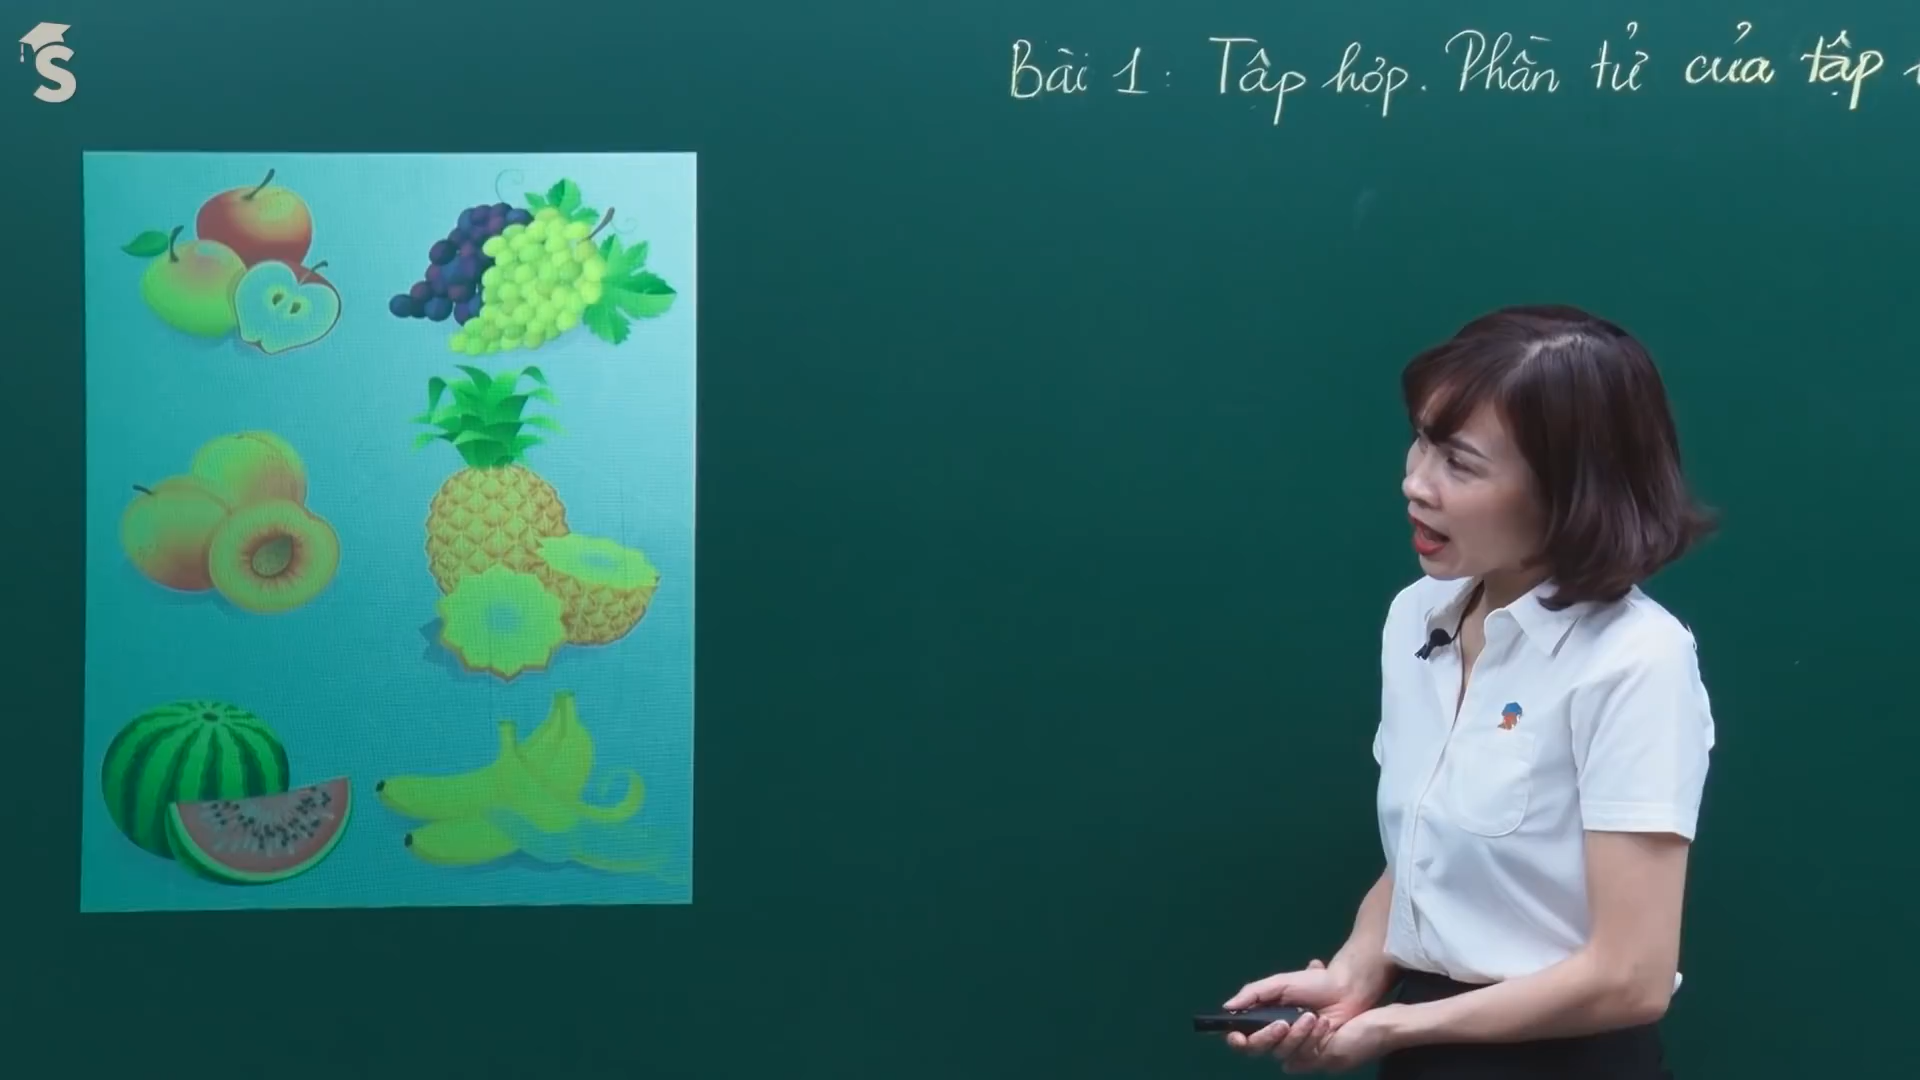 S
Bài 1: Tập hợp. Phần tử của tập